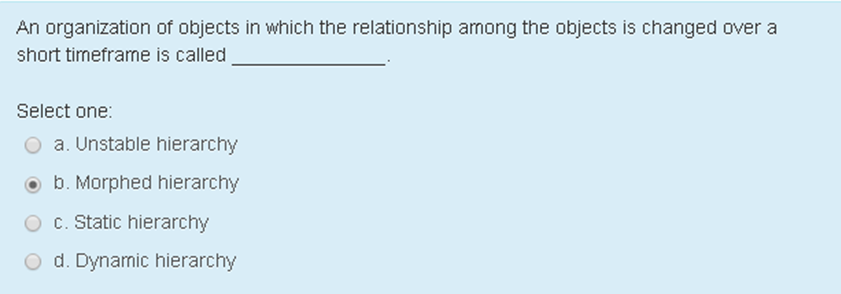 An organization of objects in which the relationship among the objects is changed over a
short timeframe is called _______________.
Select one:
a. Unstable hierarchy
b. Morphed hierarchy
c. Static hierarchy
d. Dynamic hierarchy